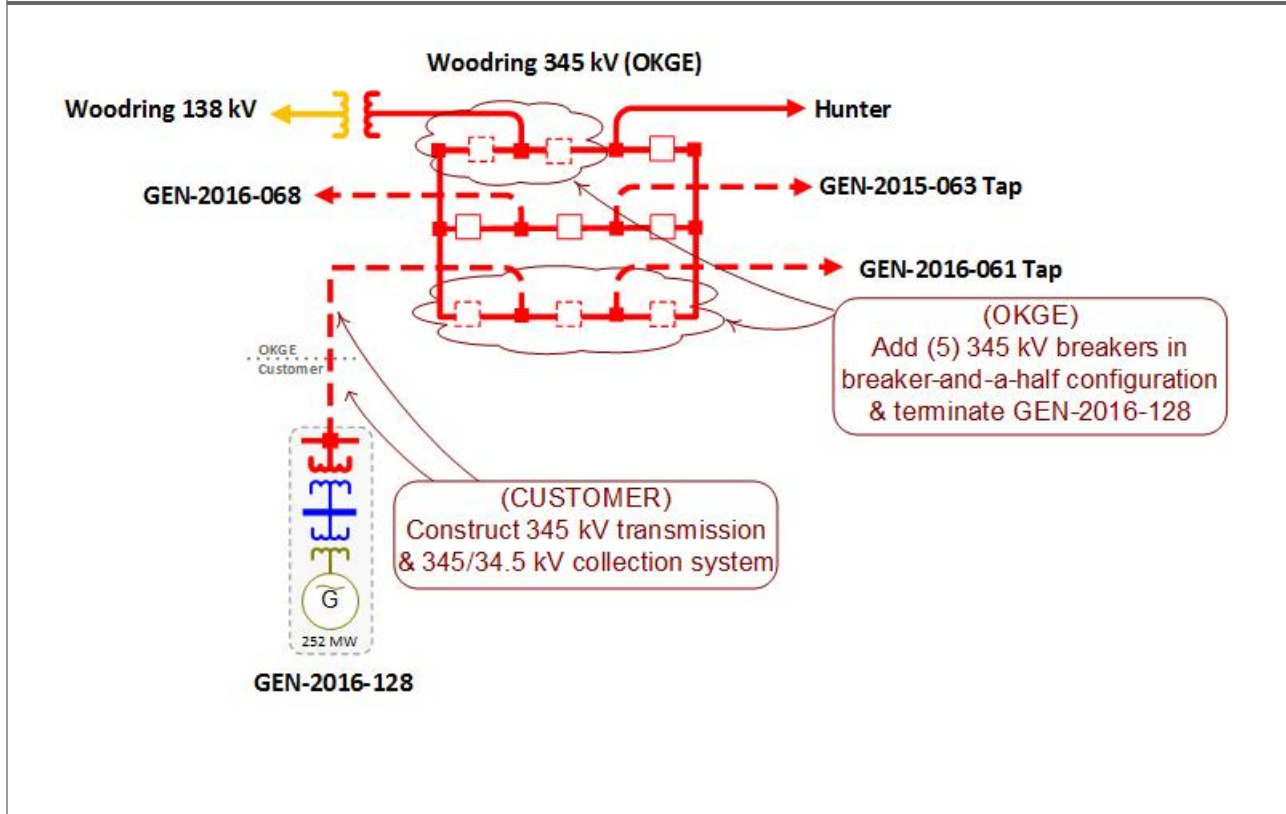 Woodring 345 kV (OKGE)
Woodring 138 kV
Hunter
GEN-2016-068
GEN-2015-063 Tap
GEN-2016-061 Tap
(OKGE)
Add (5) 345 kV breakers in
breaker-and-a-half configuration
& terminate GEN-2016-128
OKGE
Customer
(CUSTOMER)
Construct 345 kV transmission
& 345/34.5 kV collection system
G
252 MW
GEN-2016-128